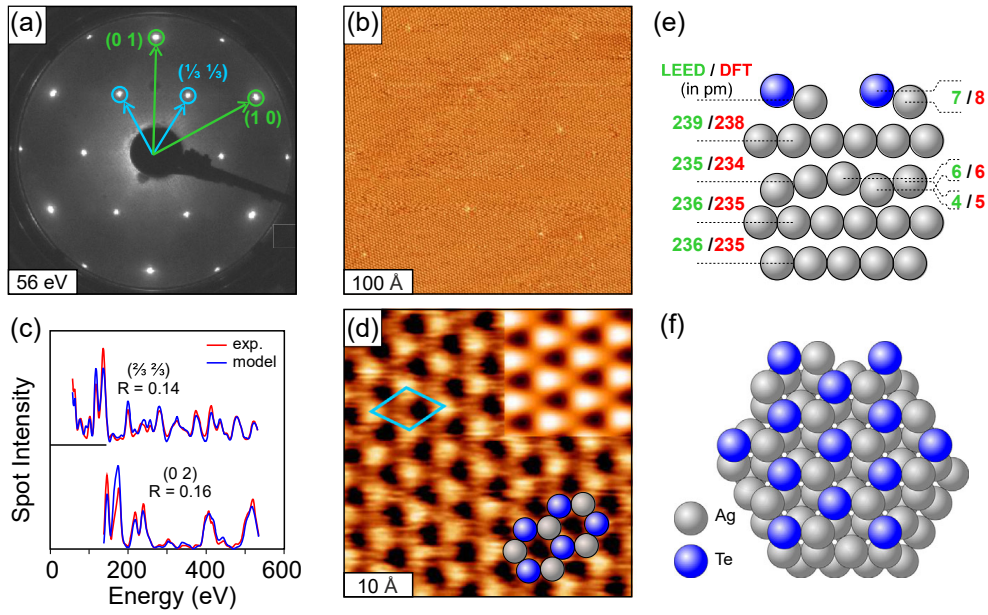 (a)
(0 1)
(⅓ ⅓)
(1 0)
56 eV
(b)
100 Å
(e)
LEED / DFT
(in pm)
7 / 8
239 /238
235 /234
6 / 6
236 /235
4 / 5
236 /235
(c)
exp.
model
(⅔ ⅔)
R = 0.14
(0 2)
R = 0.16
Spot Intensity
0 200 400 600
Energy (eV)
(d)
10 Å
(f)
Ag
Te